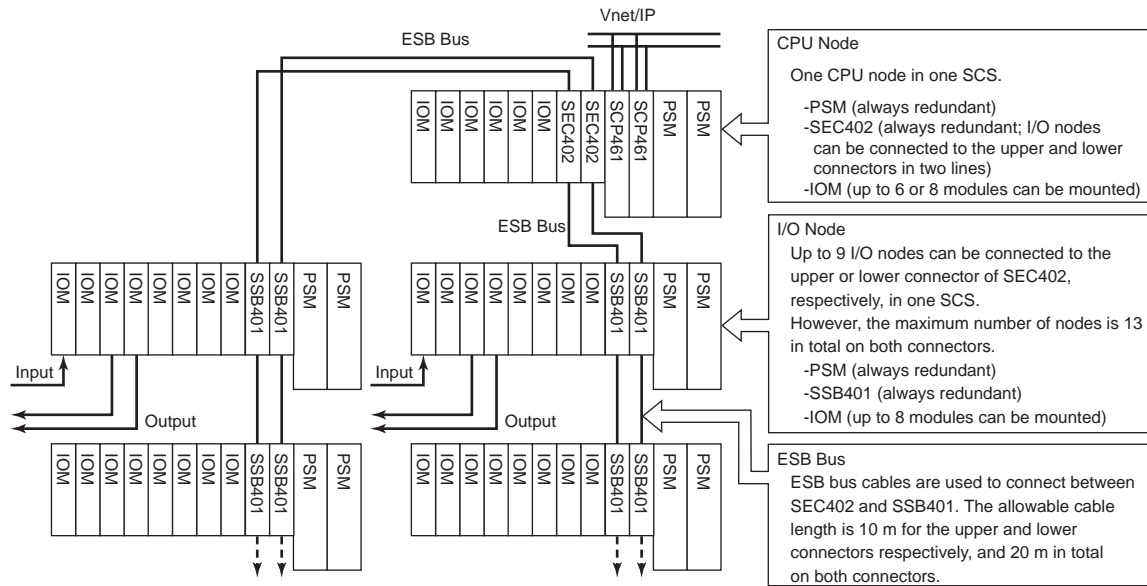 Vnet/IP
ESB Bus
IOM IOM IOM IOM IOM IOM SEC402 SEC402 SCP461 SCP461 PSM PSM
CPU Node
One CPU node in one SCS.
-PSM (always redundant)
-SEC402 (always redundant; I/O nodes
can be connected to the upper and lower
connectors in two lines)
-IOM (up to 6 or 8 modules can be mounted)
ESB Bus
IOM IOM IOM IOM IOM IOM IOM SSB401 SSB401 PSM PSM
Input
Output
IOM IOM IOM IOM IOM IOM IOM IOM SSB401 SSB401 PSM PSM
Input
Output
I/O Node
Up to 9 I/O nodes can be connected to the
upper or lower connector of SEC402,
respectively, in one SCS.
However, the maximum number of nodes is 13
in total on both connectors.
-PSM (always redundant)
-SSB401 (always redundant)
-IOM (up to 8 modules can be mounted)
IOM IOM IOM IOM IOM IOM IOM IOM SSB401 SSB401 PSM PSM
IOM IOM IOM IOM IOM IOM IOM IOM SSB401 SSB401 PSM PSM
ESB Bus
ESB bus cables are used to connect between
SEC402 and SSB401. The allowable cable
length is 10 m for the upper and lower
connectors respectively, and 20 m in total
on both connectors.